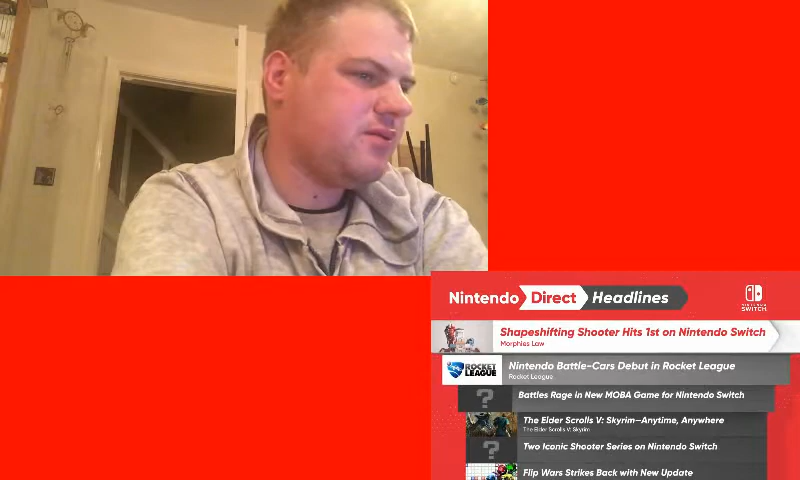 Nintendo Direct Headlines
NINTENDO
SWITCH
Shapeshifting Shooter Hits 1st on Nintendo Switch
Morphies Law
ROCKET
LEAGUE
Nintendo Battle-Cars Debut in Rocket League
Rocket League
?
Battles Rage in New MOBA Game for Nintendo Switch
The Elder Scrolls V: Skyrim—Anytime, Anywhere
The Elder Scrolls V: Skyrim
?
Two Iconic Shooter Series on Nintendo Switch
Flip Wars Strikes Back with New Update